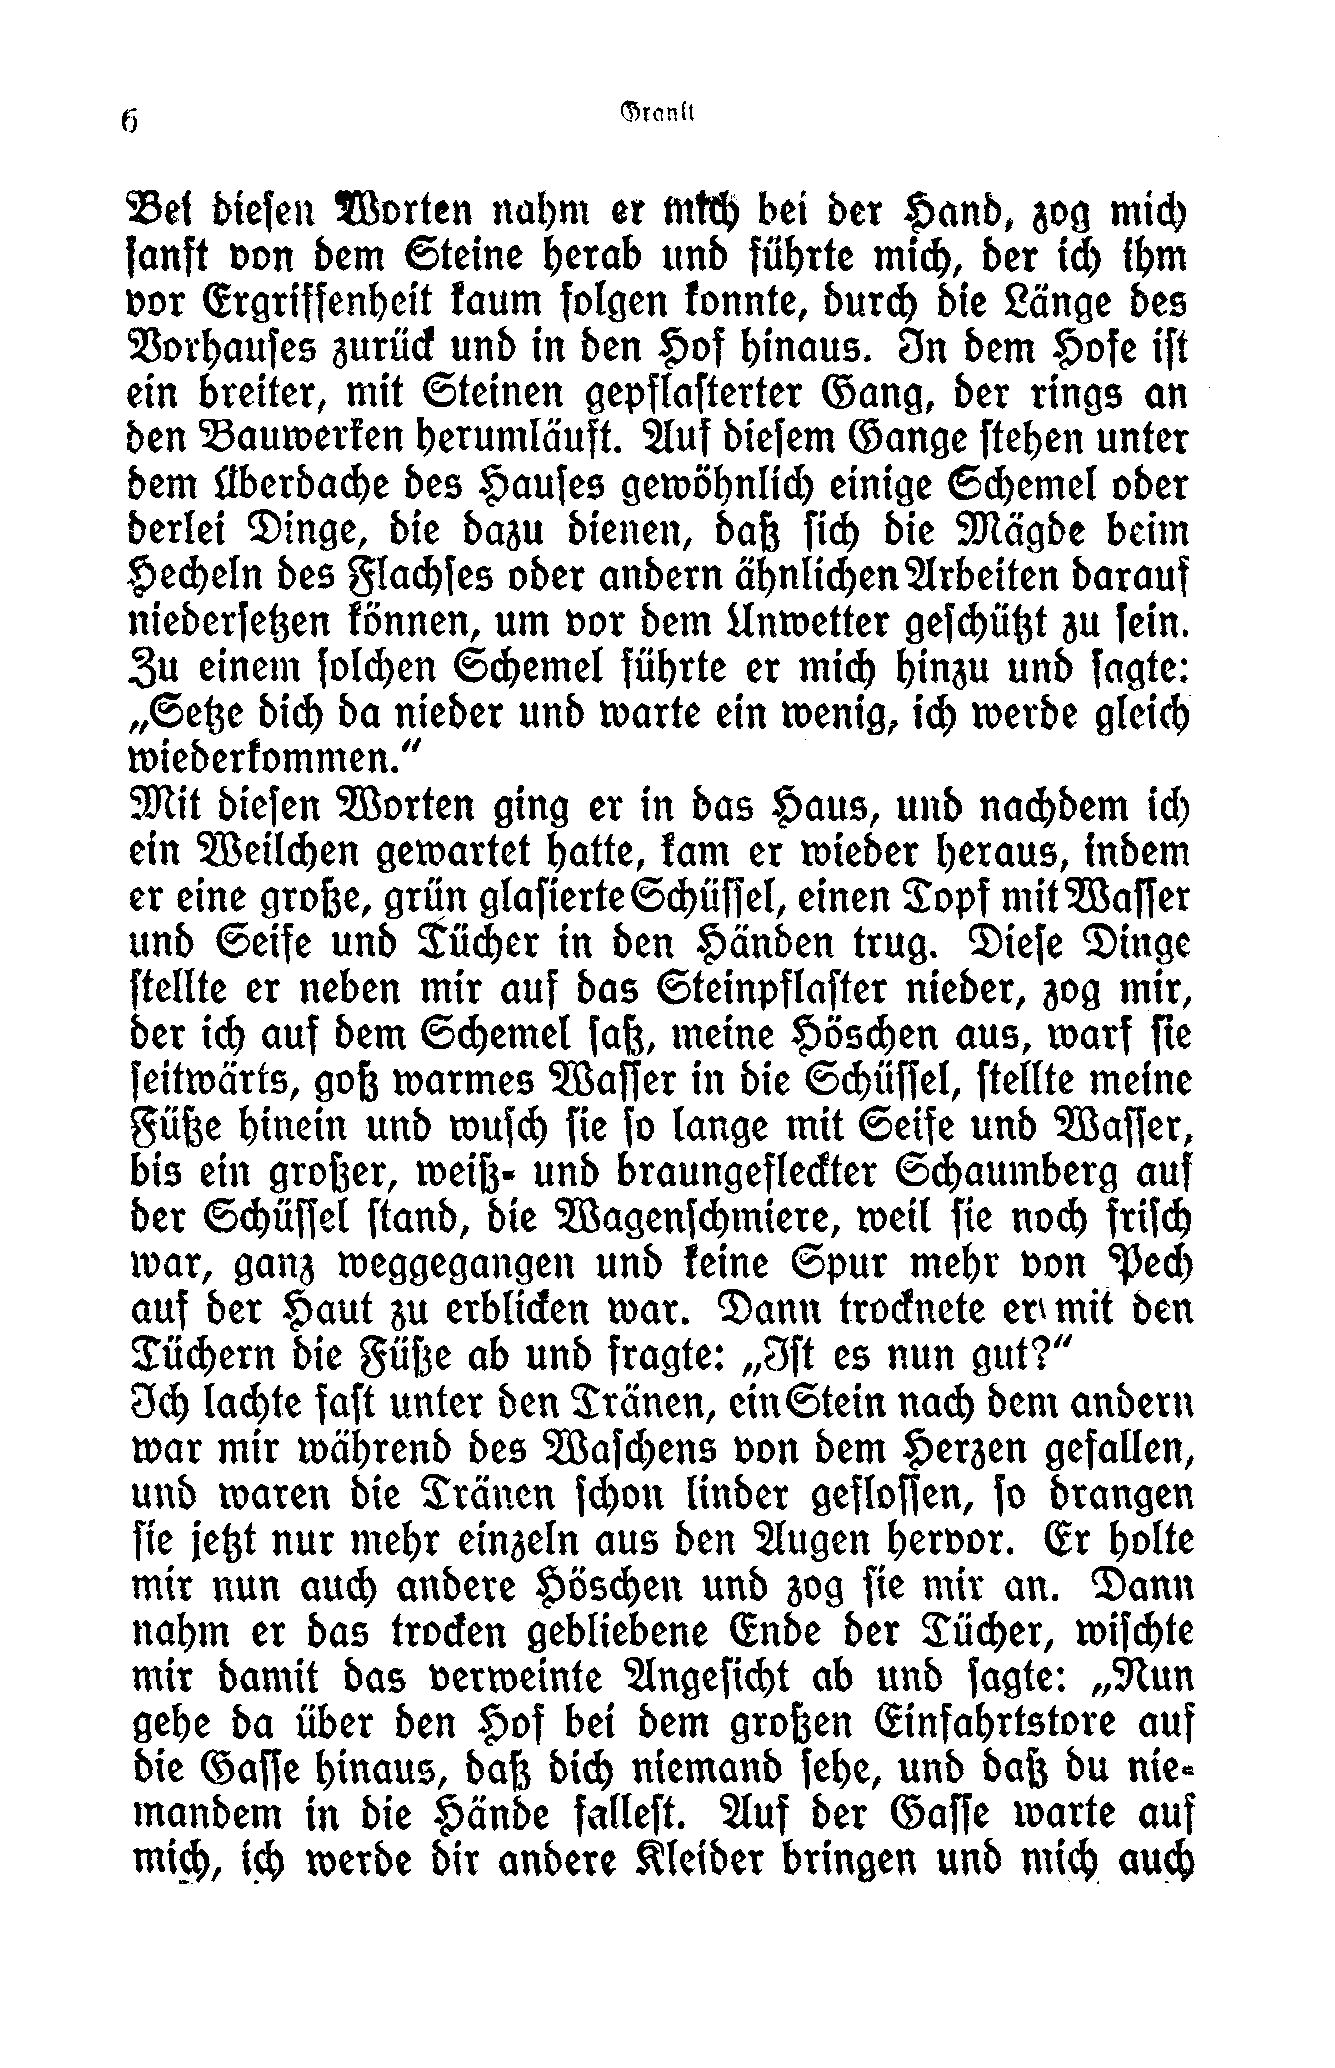 6
Granit
Bei diesen Worten nahm er mich bei der Hand, zog mich
sanft von dem Steine herab und führte mich, der ich ihm
vor Ergriffenheit kaum folgen konnte, durch die Länge des
Vorhauses zurück und in den Hof hinaus. In dem Hofe ist
ein breiter, mit Steinen gepflasterter Gang, der rings an
den Bauwerken herumläuft. Auf diesem Gange stehen unter
dem Überdache des Hauses gewöhnlich einige Schemel oder
derlei Dinge, die dazu dienen, daß sich die Mägde beim
Hecheln des Flachses oder andern ähnlichen Arbeiten darauf
niedersetzen können, um vor dem Unwetter geschützt zu sein.
Zu einem solchen Schemel führte er mich hinzu und sagte:
„Setze dich da nieder und warte ein wenig, ich werde gleich
wiederkommen.“
Mit diesen Worten ging er in das Haus, und nachdem ich
ein Weilchen gewartet hatte, kam er wieder heraus, indem
er eine große, grün glasierte Schüssel, einen Topf mit Wasser
und Seife und Tücher in den Händen trug. Diese Dinge
stellte er neben mir auf das Steinpflaster nieder, zog mir,
der ich auf dem Schemel saß, meine Höschen aus, warf sie
seitwärts, goß warmes Wasser in die Schüssel, stellte meine
Füße hinein und wusch sie so lange mit Seife und Wasser,
bis ein großer, weiß- und braungefleckter Schaumberg auf
der Schüssel stand, die Wagenschmiere, weil sie noch frisch
war, ganz weggegangen und keine Spur mehr von Pech
auf der Haut zu erblicken war. Dann trocknete er mit den
Tüchern die Füße ab und fragte: „Ist es nun gut?“
Ich lachte fast unter den Tränen, ein Stein nach dem andern
war mir während des Waschens von dem Herzen gefallen,
und waren die Tränen schon linder geflossen, so drangen
sie jetzt nur mehr einzeln aus den Augen hervor. Er holte
mir nun auch andere Höschen und zog sie mir an. Dann
nahm er das trocken gebliebene Ende der Tücher, wischte
mir damit das verweinte Angesicht ab und sagte: „Nun
gehe da über den Hof bei dem großen Einfahrtstore auf
die Gasse hinaus, daß dich niemand sehe, und daß du nie-
mandem in die Hände fallest. Auf der Gasse warte auf
mich, ich werde dir andere Kleider bringen und mich auch